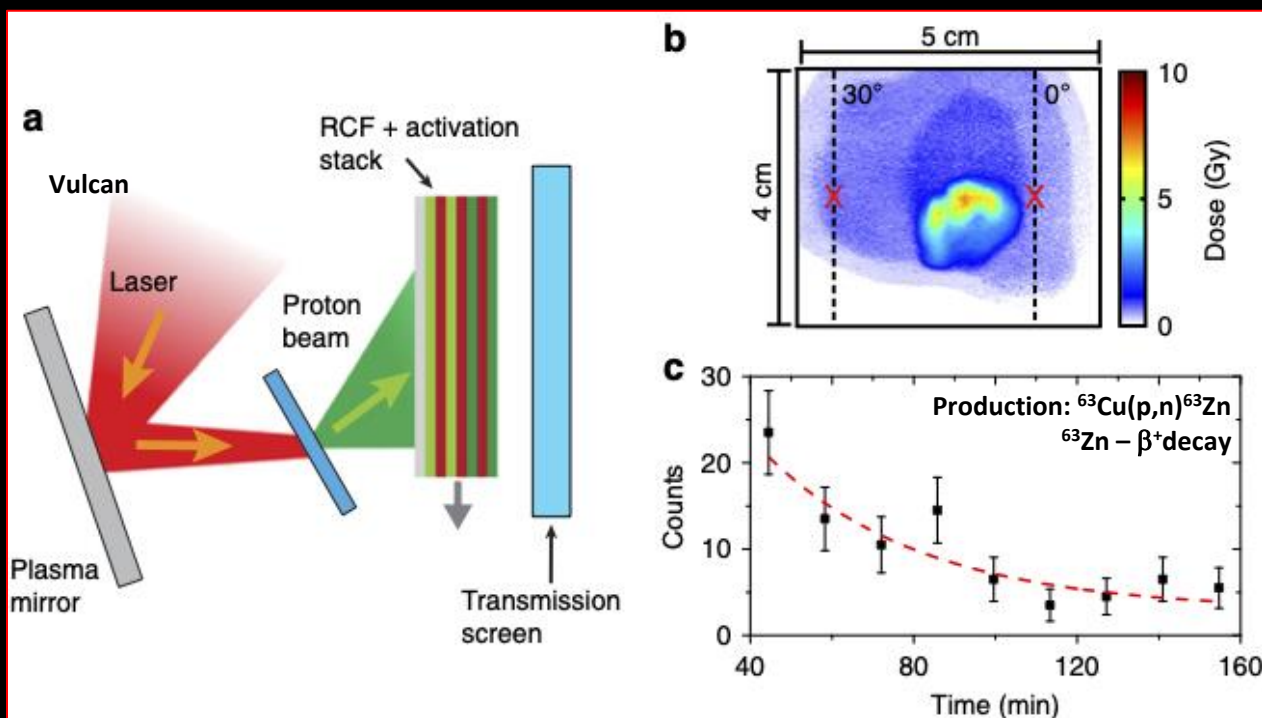 a
Vulcan
Laser
Proton
beam
RCF + activation
stack
Plasma
mirror
Transmission
screen
b
5 cm
4 cm
30°
0°
10
5
0
Dose (Gy)
c
Production: ⁶³Cu(p,n)⁶³Zn
⁶³Zn – β⁺decay
30
20
10
0
Counts
40
80
120
160
Time (min)